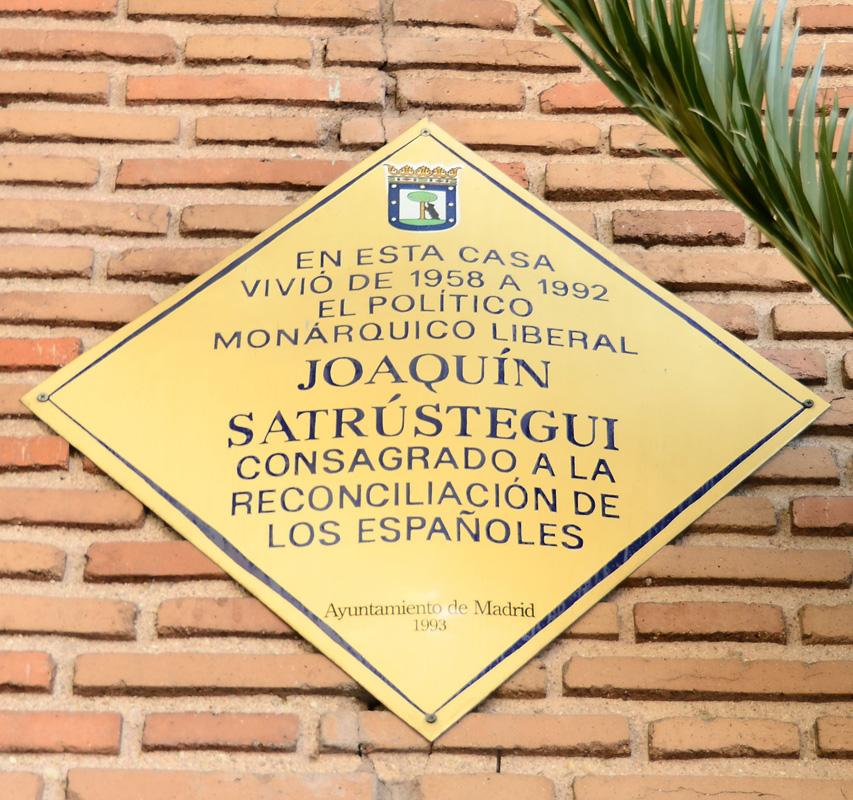 EN ESTA CASA
VIVIÓ DE 1958 A 1992
EL POLÍTICO
MONÁRQUICO LIBERAL
JOAQUÍN
SATRÚSTEGUI
CONSAGRADO A LA
RECONCILIACIÓN DE
LOS ESPAÑOLES
Ayuntamiento de Madrid
1993